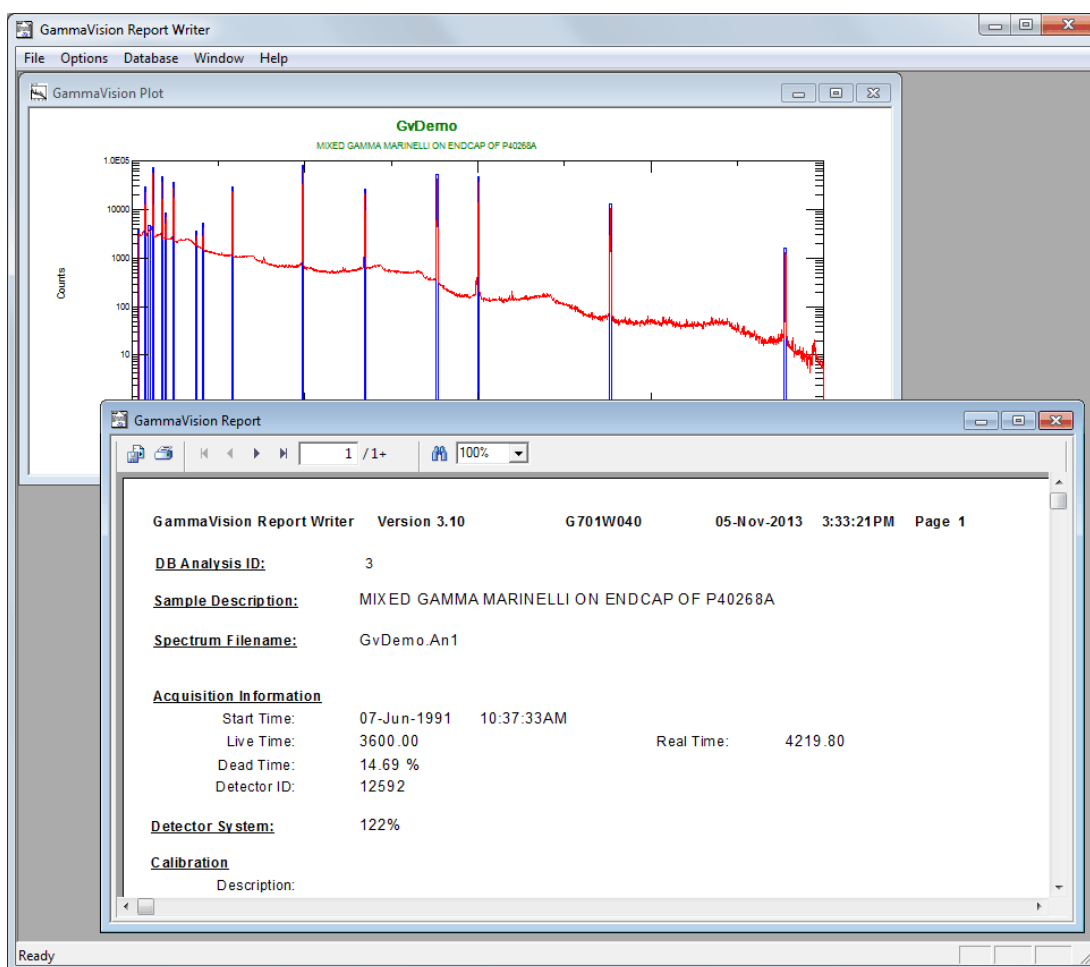 GammaVision Report Writer
File Options Database Window Help
GammaVision Plot
GvDemo
MIXED GAMMA MARINELLI ON ENDCAP OF P40268A
1.0E05
10000
1000
100
10
Counts
GammaVision Report
1 /1+ 100%
GammaVision Report Writer Version 3.10 G701W040 05-Nov-2013 3:33:21PM Page 1
DB Analysis ID: 3
Sample Description: MIXED GAMMA MARINELLI ON ENDCAP OF P40268A
Spectrum Filename: GvDemo.An1
Acquisition Information
Start Time: 07-Jun-1991 10:37:33AM
Live Time: 3600.00 Real Time: 4219.80
Dead Time: 14.69 %
Detector ID: 12592
Detector System: 122%
Calibration
Description:
Ready